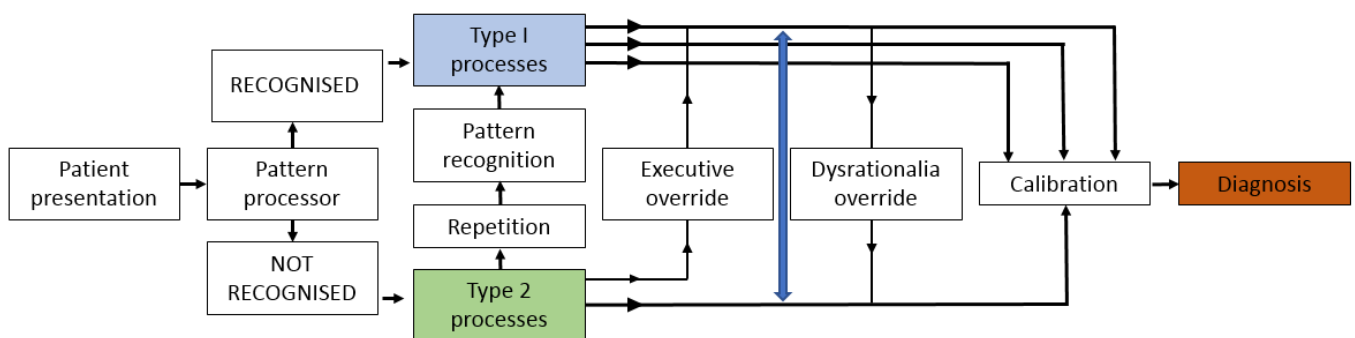 Patient
presentation
Pattern
processor
RECOGNISED
NOT
RECOGNISED
Type I
processes
Pattern
recognition
Repetition
Type 2
processes
Executive
override
Dysrationalia
override
Calibration
Diagnosis